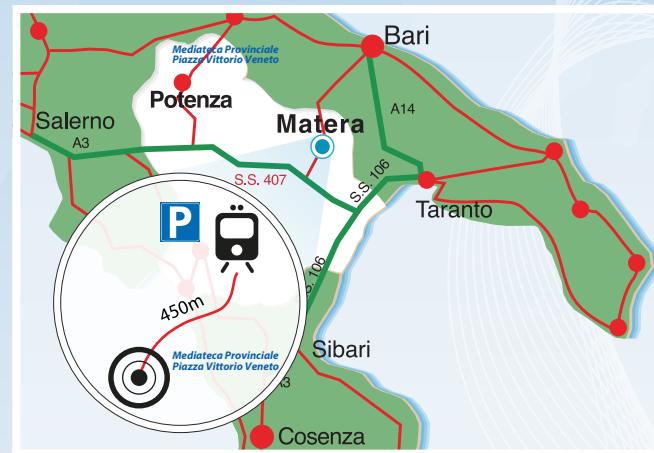 Bari
Mediateca Provinciale
Piazza Vittorio Veneto
Potenza
A14
Salerno
Matera
A3
S.S. 407
S.S. 106
Taranto
P
S. 106
450m
Sibari
Mediateca Provinciale
Piazza Vittorio Veneto
A3
Cosenza